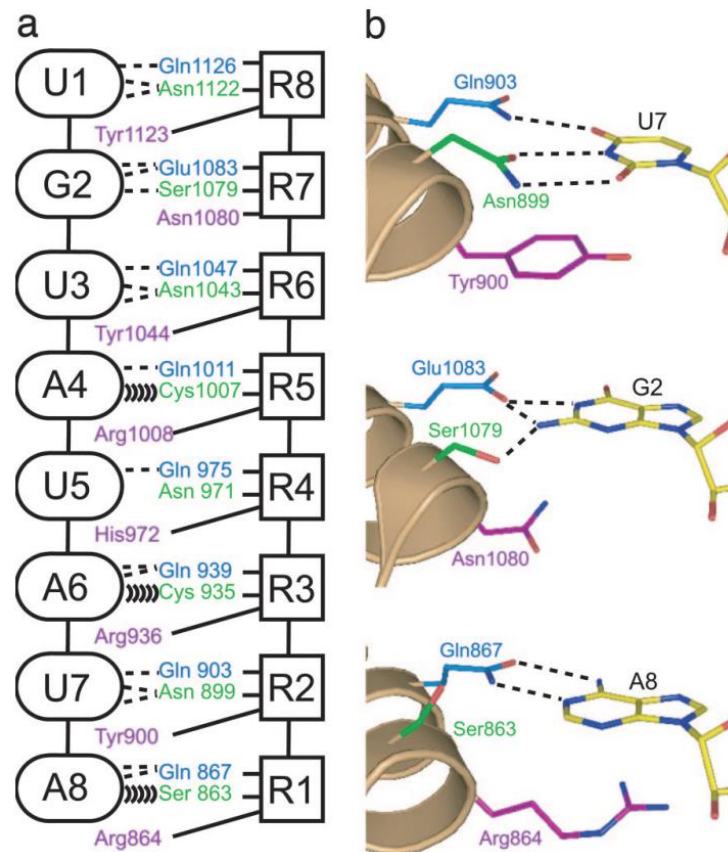 a
U1
Gln1126
Asn1122
R8
Tyr1123
G2
Glu1083
Ser1079
R7
Asn1080
U3
Gln1047
Asn1043
R6
Tyr1044
A4
Gln1011
Cys1007
R5
Arg1008
U5
Gln 975
Asn 971
R4
His972
A6
Gln 939
Cys 935
R3
Arg936
U7
Gln 903
Asn 899
R2
Tyr900
A8
Gln 867
Ser 863
R1
Arg864
b
Gln903
U7
Asn899
Tyr900
Glu1083
G2
Ser1079
Asn1080
Gln867
A8
Ser863
Arg864